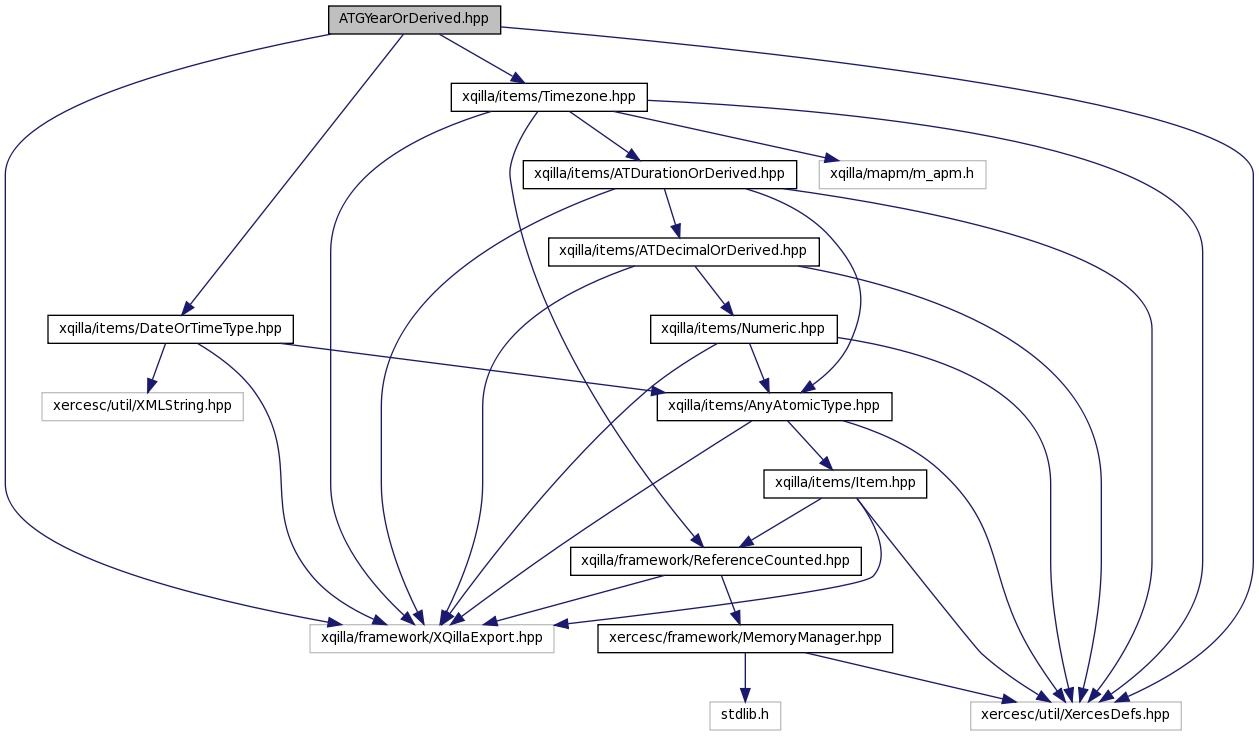 ATGYearOrDerived.hpp
xqilla/items/Timezone.hpp
xqilla/items/ATDurationOrDerived.hpp
xqilla/mapm/m_apm.h
xqilla/items/ATDecimalOrDerived.hpp
xqilla/items/DateOrTimeType.hpp
xqilla/items/Numeric.hpp
xercesc/util/XMLString.hpp
xqilla/items/AnyAtomicType.hpp
xqilla/items/Item.hpp
xqilla/framework/ReferenceCounted.hpp
xqilla/framework/XQillaExport.hpp
xercesc/framework/MemoryManager.hpp
stdlib.h
xercesc/util/XercesDefs.hpp